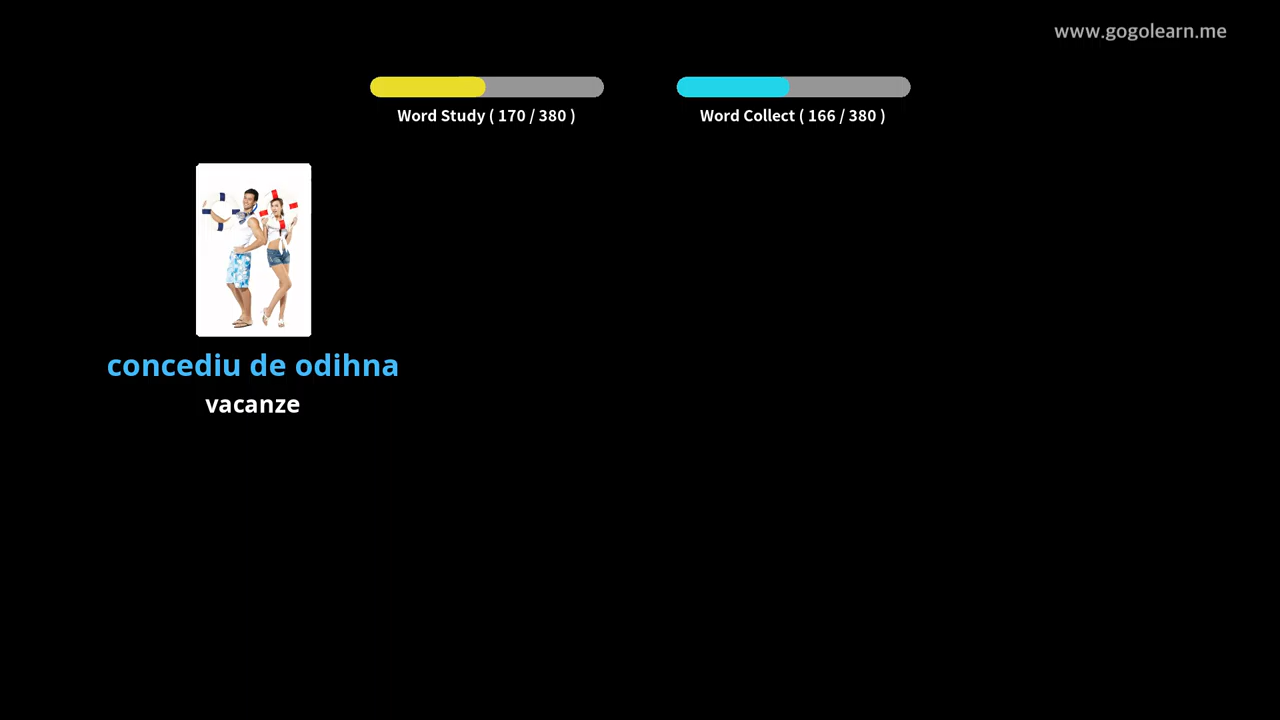 www.gogolearn.me
Word Study ( 170 / 380 )
Word Collect ( 166 / 380 )
concediu de odihna
vacanze